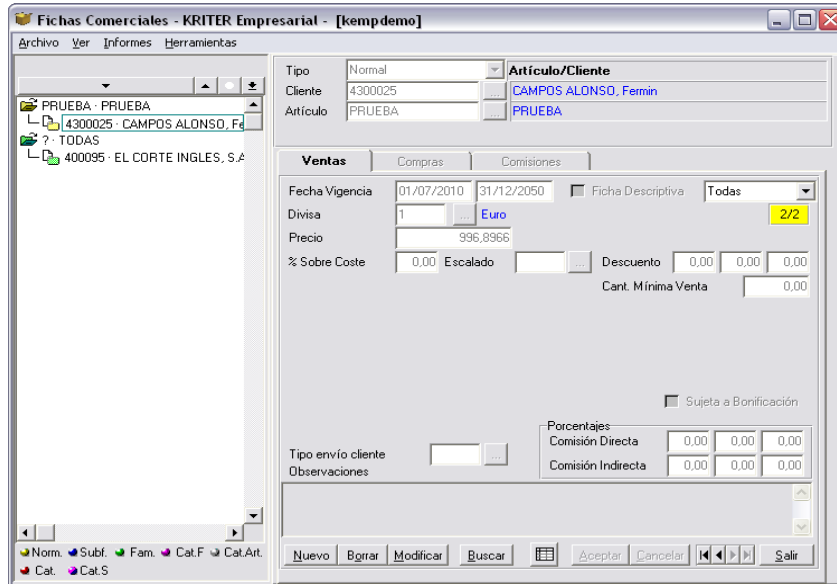 Fichas Comerciales - KRITER Empresarial - [kempdemo]
Archivo Ver Informes Herramientas
PRUEBA · PRUEBA
4300025 · CAMPOS ALONSO, Fe
? · TODAS
400095 · EL CORTE INGLES, S.A
Norm. Subf. Fam. Cat.F Cat.Art.
Cat. Cat.S
Tipo Normal Artículo/Cliente
Cliente 4300025 ... CAMPOS ALONSO, Fermin
Artículo PRUEBA ... PRUEBA
Ventas Compras Comisiones
Fecha Vigencia 01/07/2010 31/12/2050 Ficha Descriptiva Todas
Divisa 1 ... Euro 2/2
Precio 996,8966
% Sobre Coste 0,00 Escalado ... Descuento 0,00 0,00 0,00
Cant. Mínima Venta 0,00
Sujeta a Bonificación
Porcentajes
Comisión Directa 0,00 0,00 0,00
Tipo envío cliente ...
Comisión Indirecta 0,00 0,00 0,00
Observaciones
Nuevo Borrar Modificar Buscar Aceptar Cancelar Salir